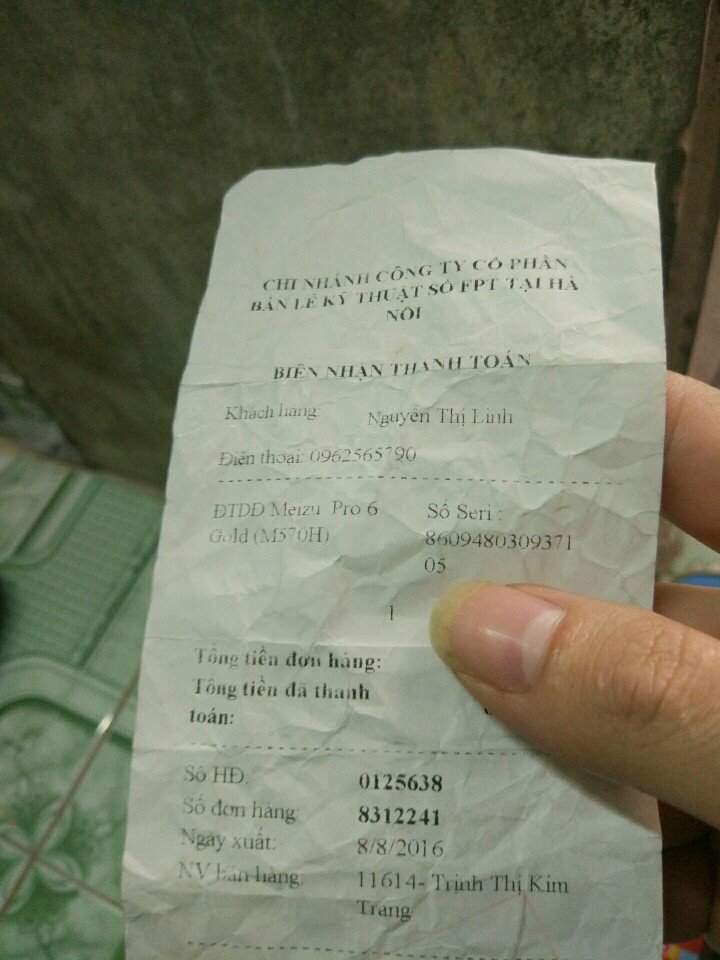 CHI NHÁNH CÔNG TY CỔ PHẦN
BÁN LẺ KỸ THUẬT SỐ FPT TẠI HÀ
NỘI
BIÊN NHẬN THANH TOÁN
Khách hàng: Nguyễn Thị Linh
Điện thoại: 0962565790
ĐTDĐ Meizu Pro 6 Số Seri :
Gold (M570H) 8609480309371
05
1
Tổng tiền đơn hàng:
Tổng tiền đã thanh
toán:
Số HĐ: 0125638
Số đơn hàng 8312241
Ngày xuất: 8/8/2016
NV bán hàng: 11614- Trịnh Thị Kim
Trang